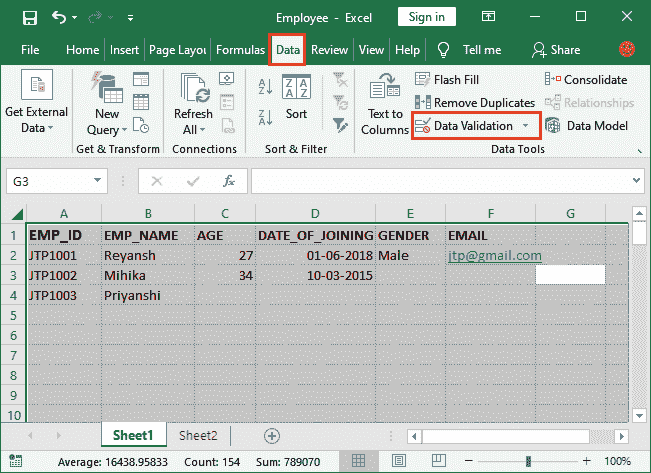 Employee - Excel
Sign in
File Home Insert Page Layou Formulas Data Review View Help Tell me Share
Get External Data
New Query
Get & Transform
Refresh All
Connections
Sort
Sort & Filter
Text to Columns
Flash Fill
Remove Duplicates
Data Validation
Consolidate
Relationships
Data Model
Data Tools
G3
fx
A B C D E F G
1 EMP_ID EMP_NAME AGE DATE_OF_JOINING GENDER EMAIL
2 JTP1001 Reyansh 27 01-06-2018 Male jtp@gmail.com
3 JTP1002 Mihika 34 10-03-2015
4 JTP1003 Priyanshi
5
6
7
8
9
10
Sheet1 Sheet2
Average: 16438.95833 Count: 154 Sum: 789070 100%